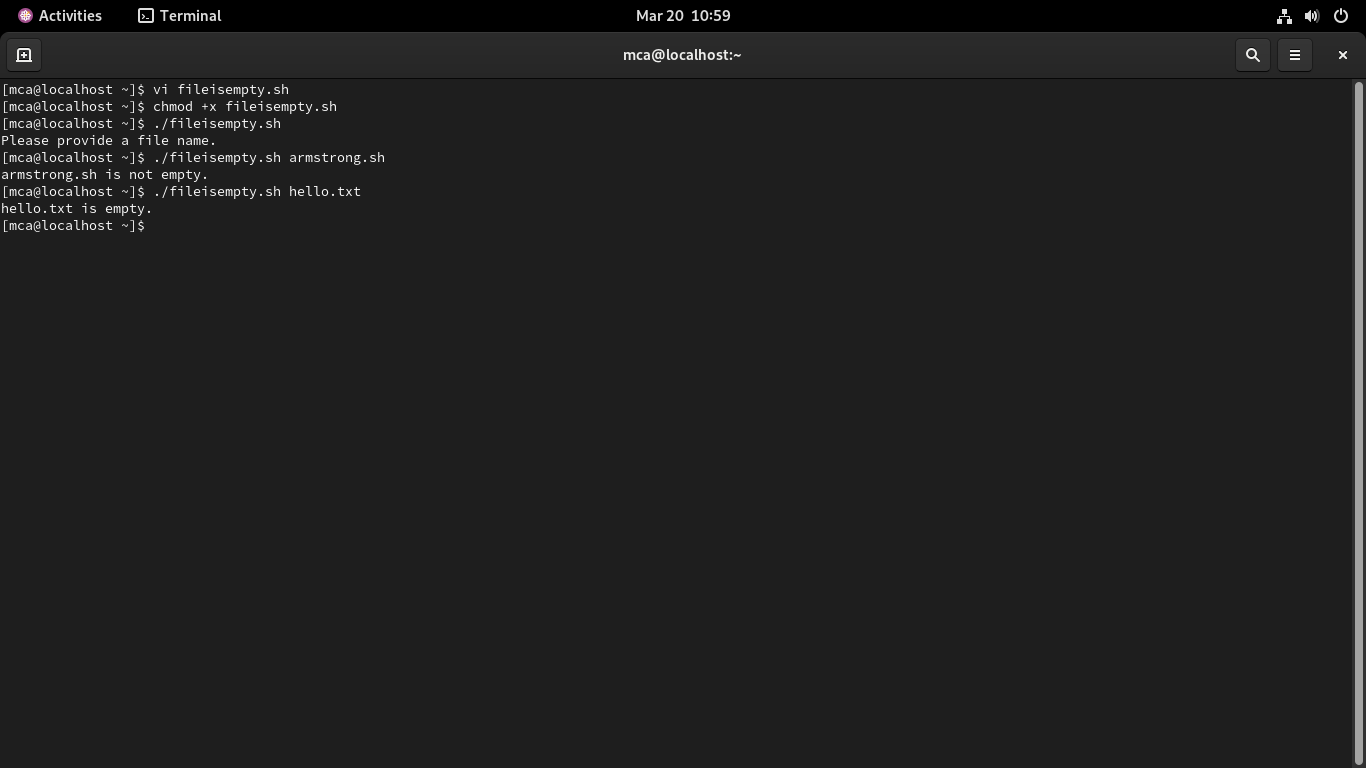 Activities Terminal Mar 20 10:59
mca@localhost:~
[mca@localhost ~]$ vi fileisempty.sh
[mca@localhost ~]$ chmod +x fileisempty.sh
[mca@localhost ~]$ ./fileisempty.sh
Please provide a file name.
[mca@localhost ~]$ ./fileisempty.sh armstrong.sh
armstrong.sh is not empty.
[mca@localhost ~]$ ./fileisempty.sh hello.txt
hello.txt is empty.
[mca@localhost ~]$